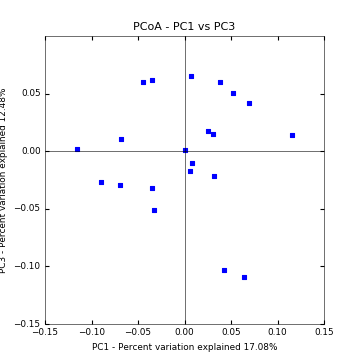 PCoA - PC1 vs PC3
PC3 - Percent variation explained 12.48%
0.05
0.00
−0.05
−0.10
−0.15
−0.15 −0.10 −0.05 0.00 0.05 0.10 0.15
PC1 - Percent variation explained 17.08%